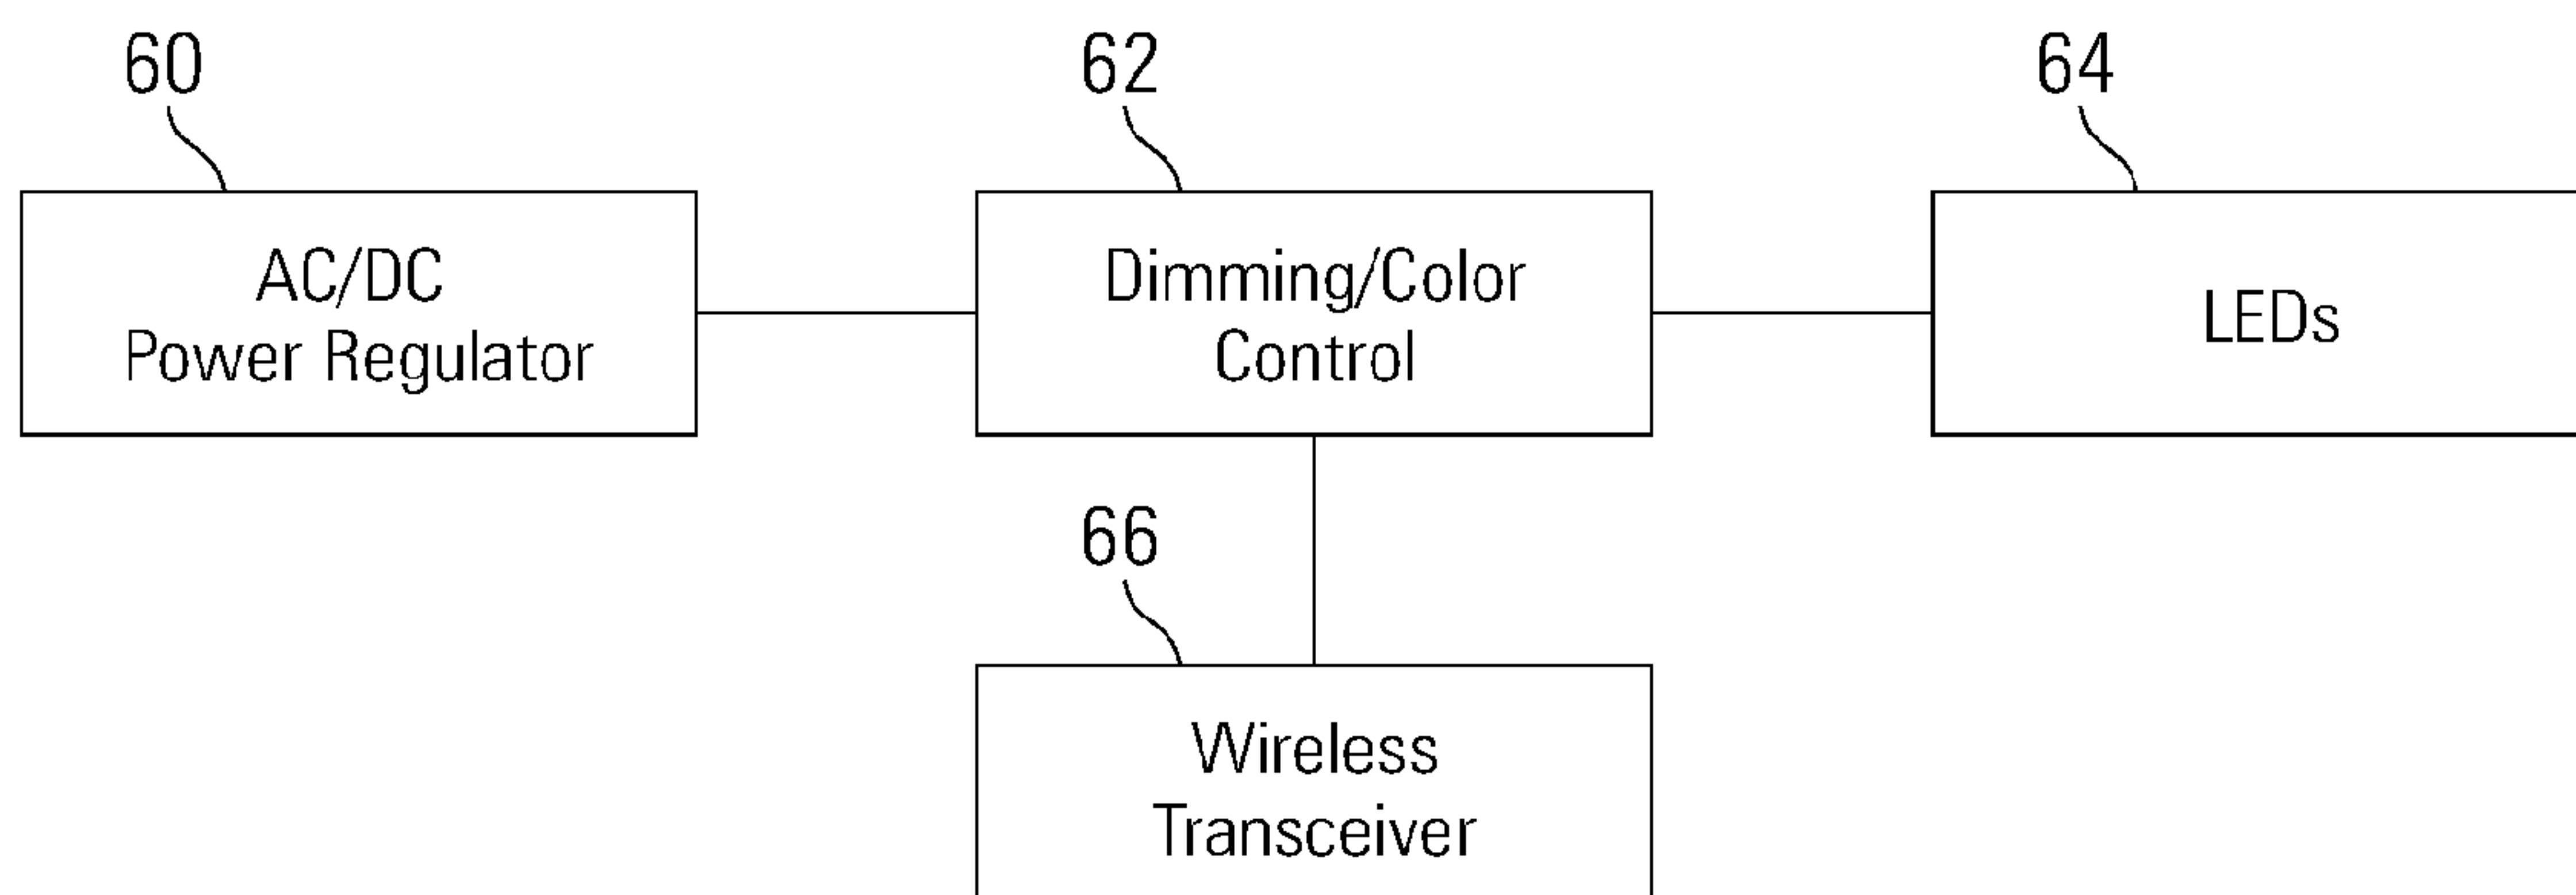 60
62
64
AC/DC
Power Regulator
Dimming/Color
Control
LEDs
66
Wireless
Transceiver